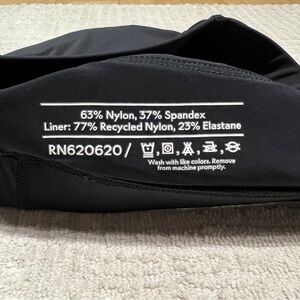 63% Nylon, 37% Spandex
Liner: 77% Recycled Nylon, 23% Elastane
RN620620/
Wash with like colors. Remove
from machine promptly.